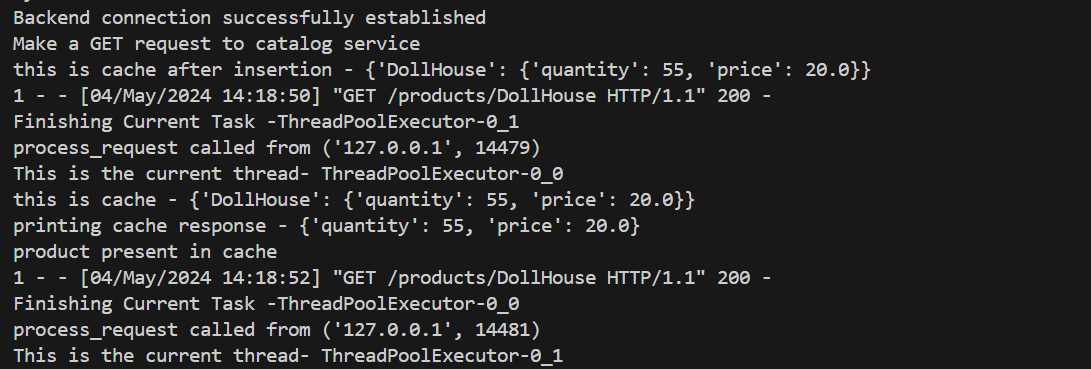 Backend connection successfully established
Make a GET request to catalog service
this is cache after insertion - {'DollHouse': {'quantity': 55, 'price': 20.0}}
1 - - [04/May/2024 14:18:50] "GET /products/DollHouse HTTP/1.1" 200 -
Finishing Current Task -ThreadPoolExecutor-0_1
process_request called from ('127.0.0.1', 14479)
This is the current thread- ThreadPoolExecutor-0_0
this is cache - {'DollHouse': {'quantity': 55, 'price': 20.0}}
printing cache response - {'quantity': 55, 'price': 20.0}
product present in cache
1 - - [04/May/2024 14:18:52] "GET /products/DollHouse HTTP/1.1" 200 -
Finishing Current Task -ThreadPoolExecutor-0_0
process_request called from ('127.0.0.1', 14481)
This is the current thread- ThreadPoolExecutor-0_1